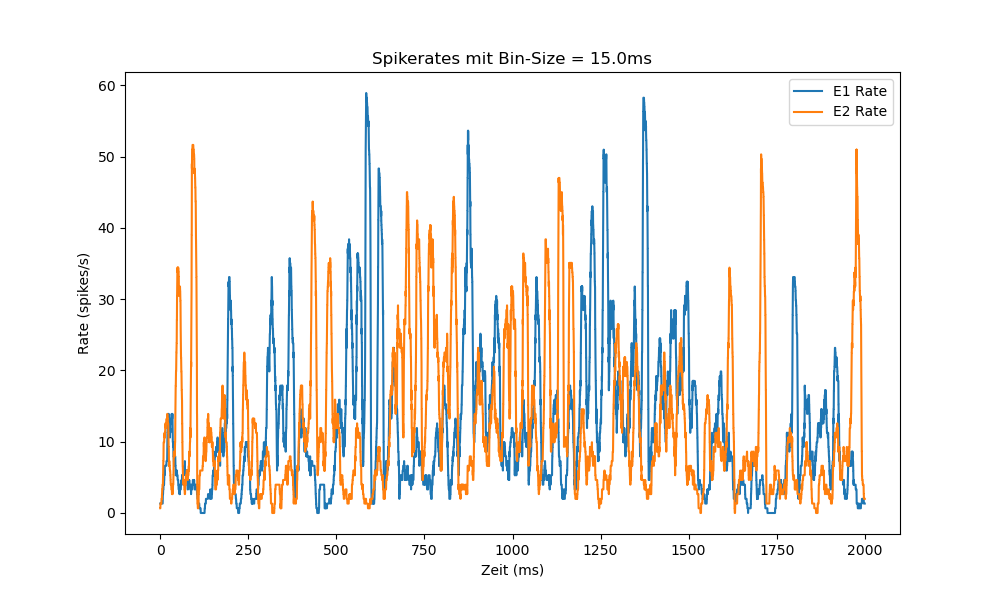 Spikerates mit Bin-Size = 15.0ms
E1 Rate
E2 Rate
60
50
40
30
20
10
0
Rate (spikes/s)
0 250 500 750 1000 1250 1500 1750 2000
Zeit (ms)